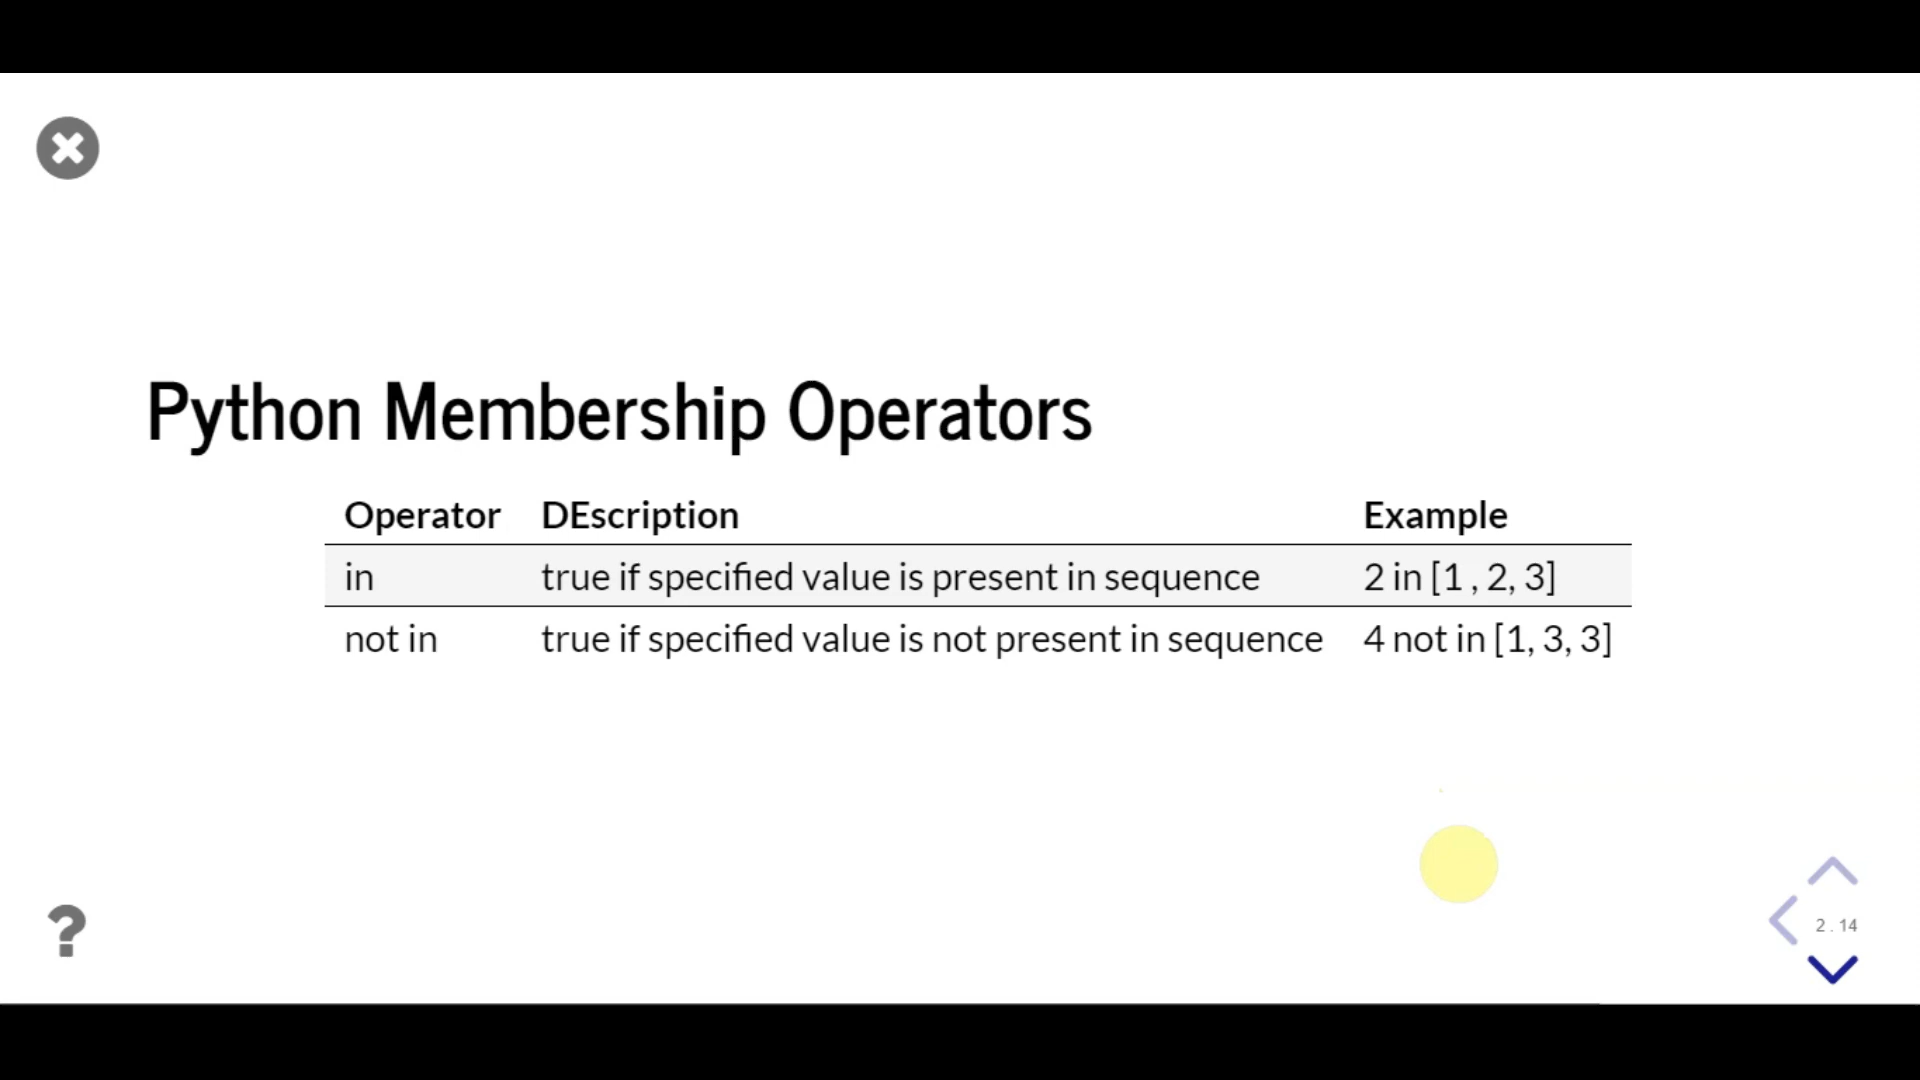 Python Membership Operators
Operator DEscription Example
in true if specified value is present in sequence 2 in [1 , 2, 3]
not in true if specified value is not present in sequence 4 not in [1, 3, 3]
?
2 . 14